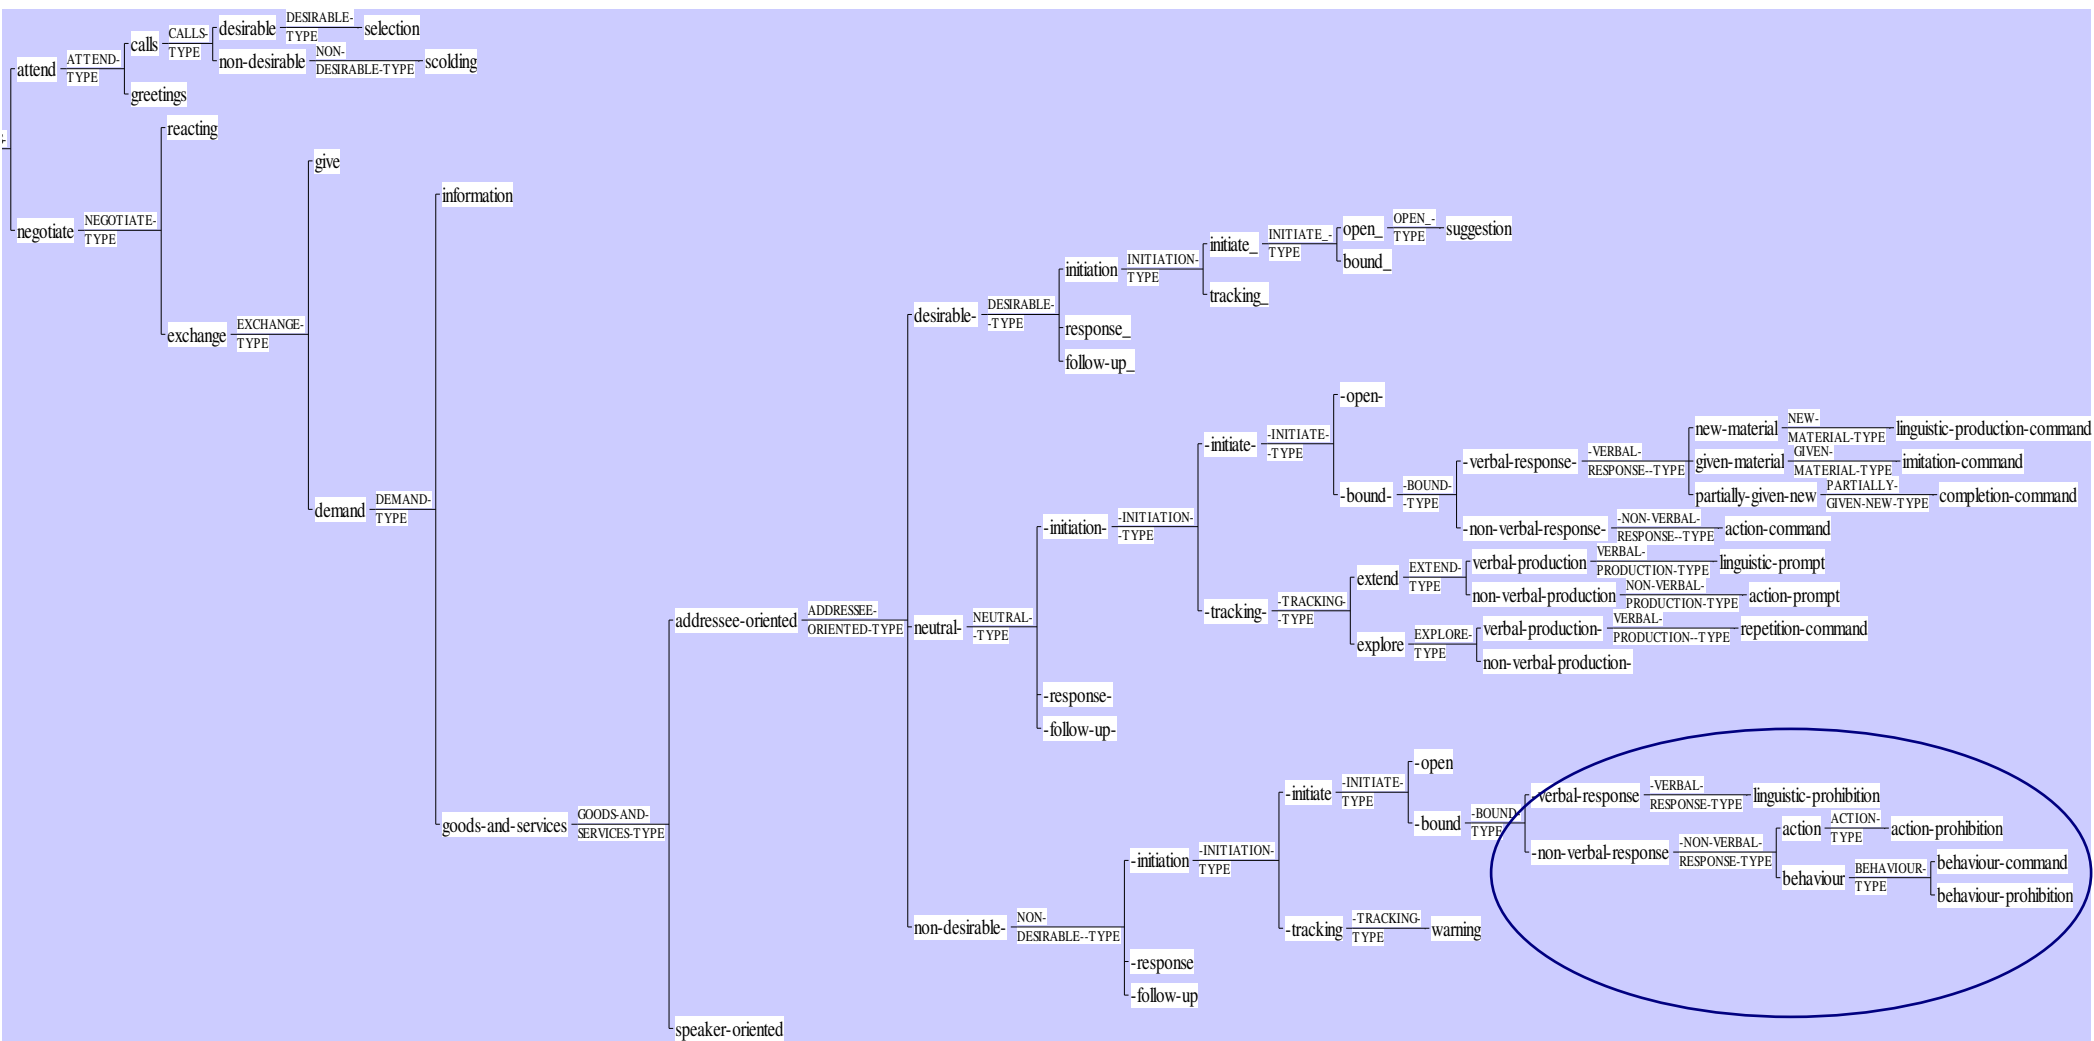 desirable DESIRABLE-TYPE selection
calls CALLS-TYPE
non-desirable NON-DESIRABLE-TYPE scolding
attend ATTEND-TYPE
greetings
reacting
give
information
negotiate NEGOTIATE-TYPE
open_ OPEN_-TYPE suggestion
initiate_ INITIATE_-TYPE
bound_
initiation INITIATION-TYPE
tracking_
desirable- DESIRABLE--TYPE
response_
exchange EXCHANGE-TYPE
follow-up_
-open-
new-material NEW-MATERIAL-TYPE linguistic-production-command
-initiate- -INITIATE--TYPE
-verbal-response- -VERBAL-RESPONSE--TYPE
given-material GIVEN-MATERIAL-TYPE imitation-command
-bound- -BOUND--TYPE
partially-given-new PARTIALLY-GIVEN-NEW-TYPE completion-command
demand DEMAND-TYPE
-non-verbal-response- -NON-VERBAL-RESPONSE--TYPE action-command
-initiation- -INITIATION--TYPE
verbal-production VERBAL-PRODUCTION-TYPE linguistic-prompt
extend EXTEND-TYPE
non-verbal-production NON-VERBAL-PRODUCTION-TYPE action-prompt
-tracking- -TRACKING--TYPE
addressee-oriented ADDRESSEE-ORIENTED-TYPE
neutral- NEUTRAL--TYPE
verbal-production- VERBAL-PRODUCTION--TYPE repetition-command
explore EXPLORE-TYPE
non-verbal-production-
-response-
-follow-up-
-open
-initiate -INITIATE-TYPE
-verbal-response -VERBAL-RESPONSE-TYPE linguistic-prohibition
-bound -BOUND-TYPE
goods-and-services GOODS-AND-SERVICES-TYPE
action ACTION-TYPE action-prohibition
-non-verbal-response -NON-VERBAL-RESPONSE-TYPE
-initiation -INITIATION-TYPE
behaviour-command
behaviour BEHAVIOUR-TYPE
behaviour-prohibition
non-desirable- NON-DESIRABLE--TYPE
-tracking -TRACKING-TYPE warning
-response
-follow-up
speaker-oriented